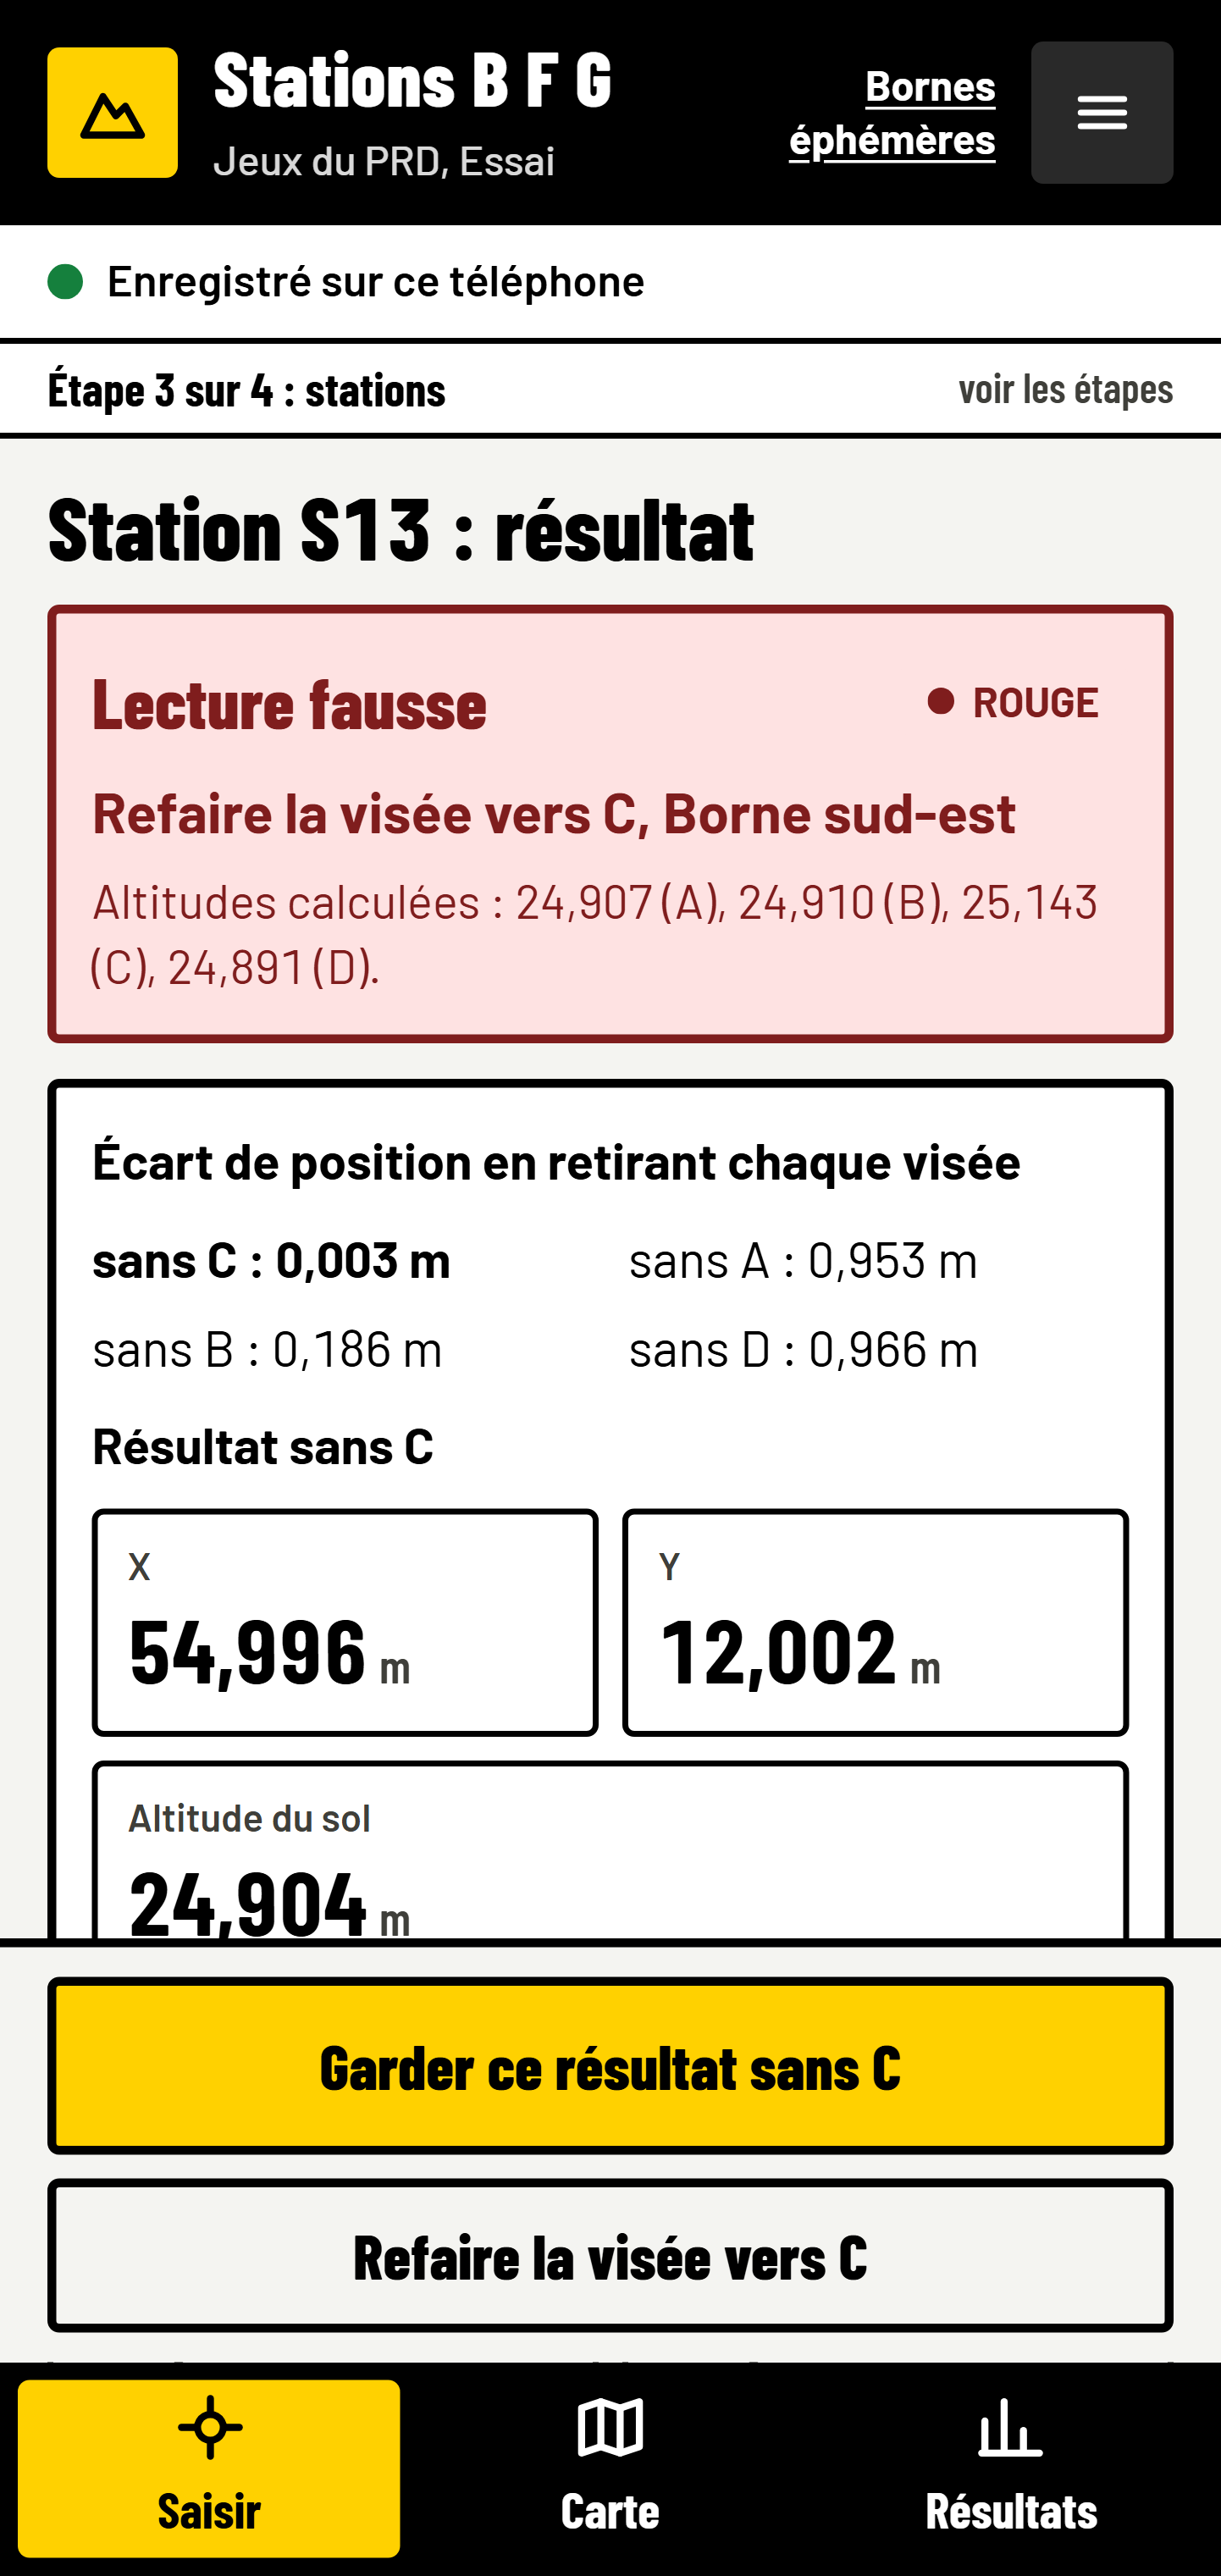 Stations B F G
Jeux du PRD, Essai
Bornes
éphémères
Enregistré sur ce téléphone
Étape 3 sur 4 : stations
voir les étapes
Station S13 : résultat
Lecture fausse
ROUGE
Refaire la visée vers C, Borne sud-est
Altitudes calculées : 24,907 (A), 24,910 (B), 25,143
(C), 24,891 (D).
Écart de position en retirant chaque visée
sans C : 0,003 m
sans A : 0,953 m
sans B : 0,186 m
sans D : 0,966 m
Résultat sans C
X
54,996 m
Y
12,002 m
Altitude du sol
24,904 m
Garder ce résultat sans C
Refaire la visée vers C
Saisir
Carte
Résultats